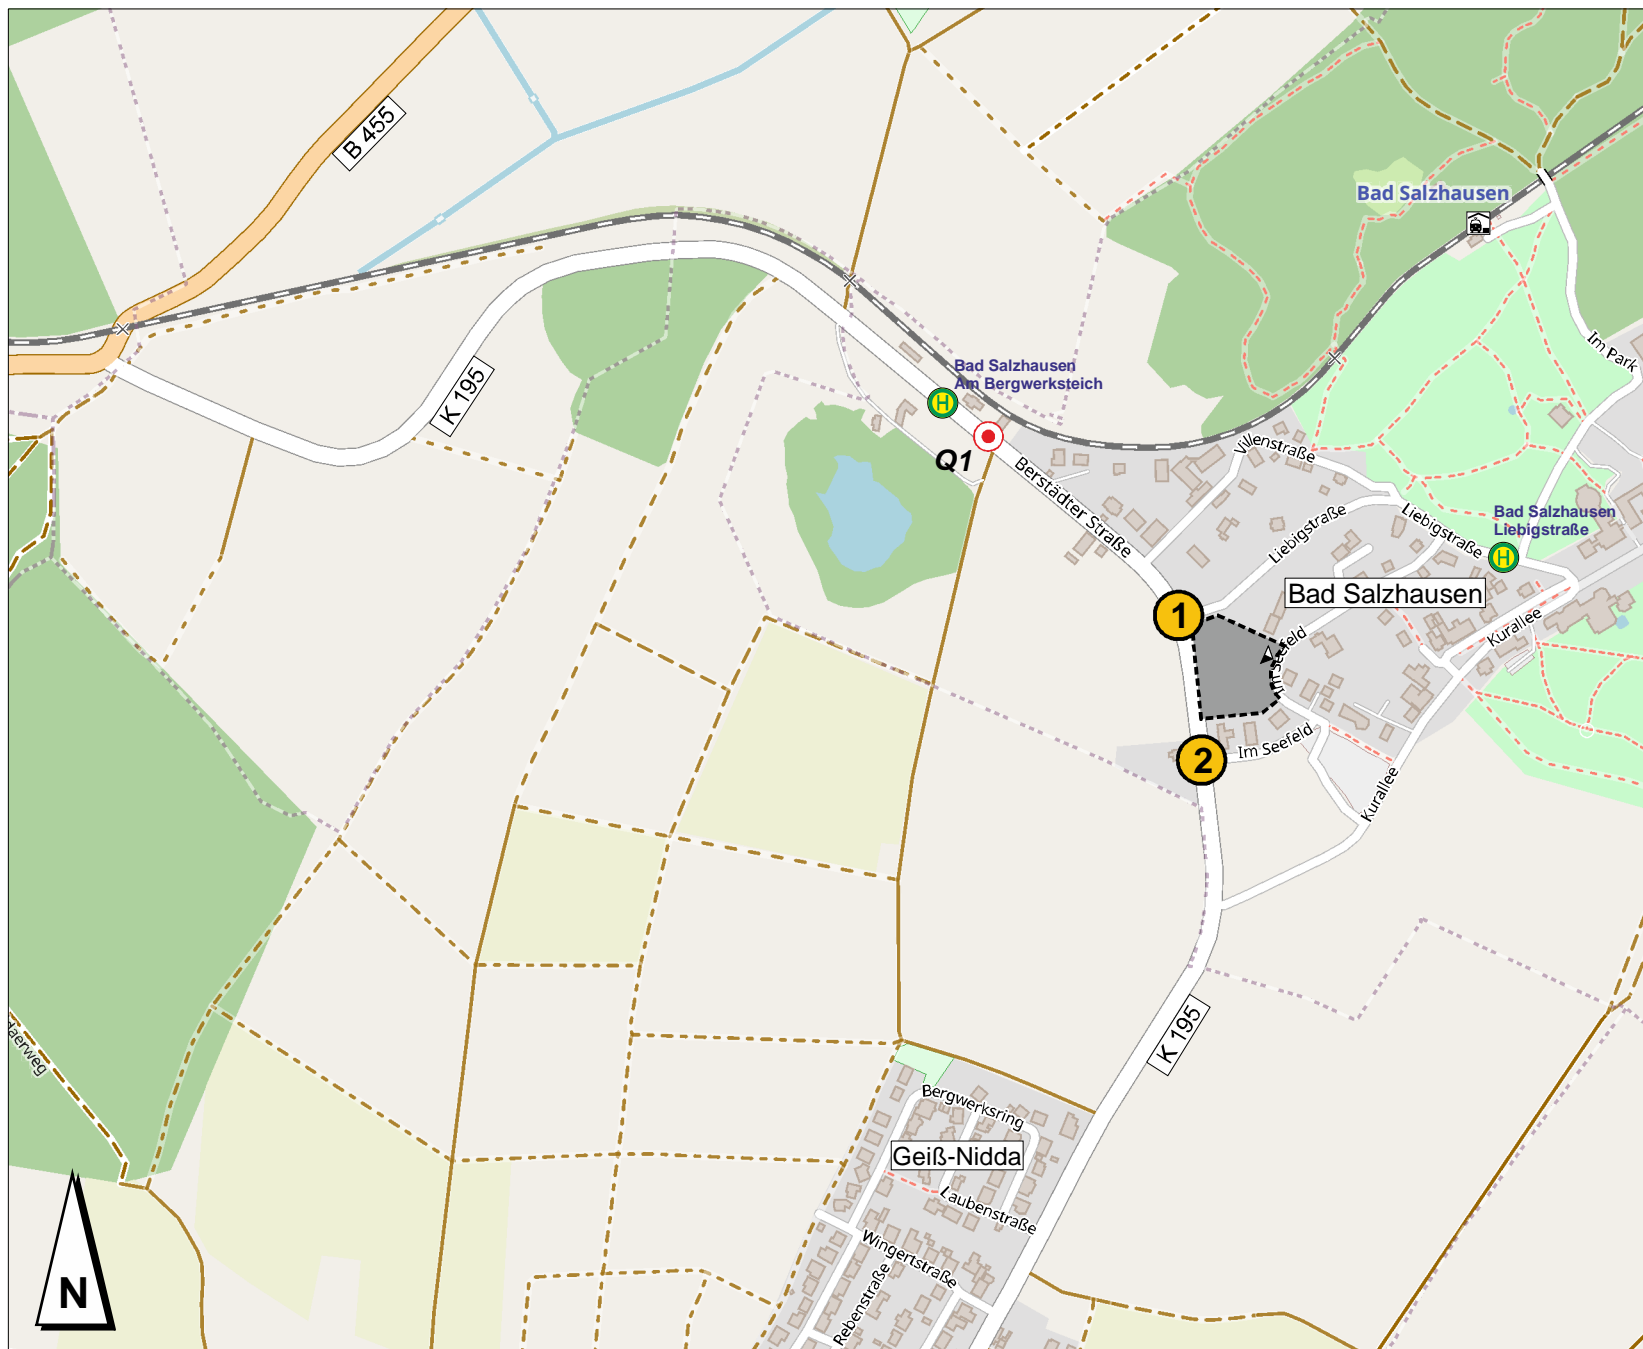 B 455
Bad Salzhausen
Im Park
K 195
Bad Salzhausen
Am Bergwerksteich
H
Q1
Villenstraße
Berstädter Straße
Liebigstraße
Liebigstraße
Bad Salzhausen
Liebigstraße
H
Bad Salzhausen
1
Kurallee
Im Seefeld
2
Im Seefeld
Kurallee
K 195
daerweg
Bergwerksring
Geiß-Nidda
Laubenstraße
Wingertstraße
Rebenstraße
N